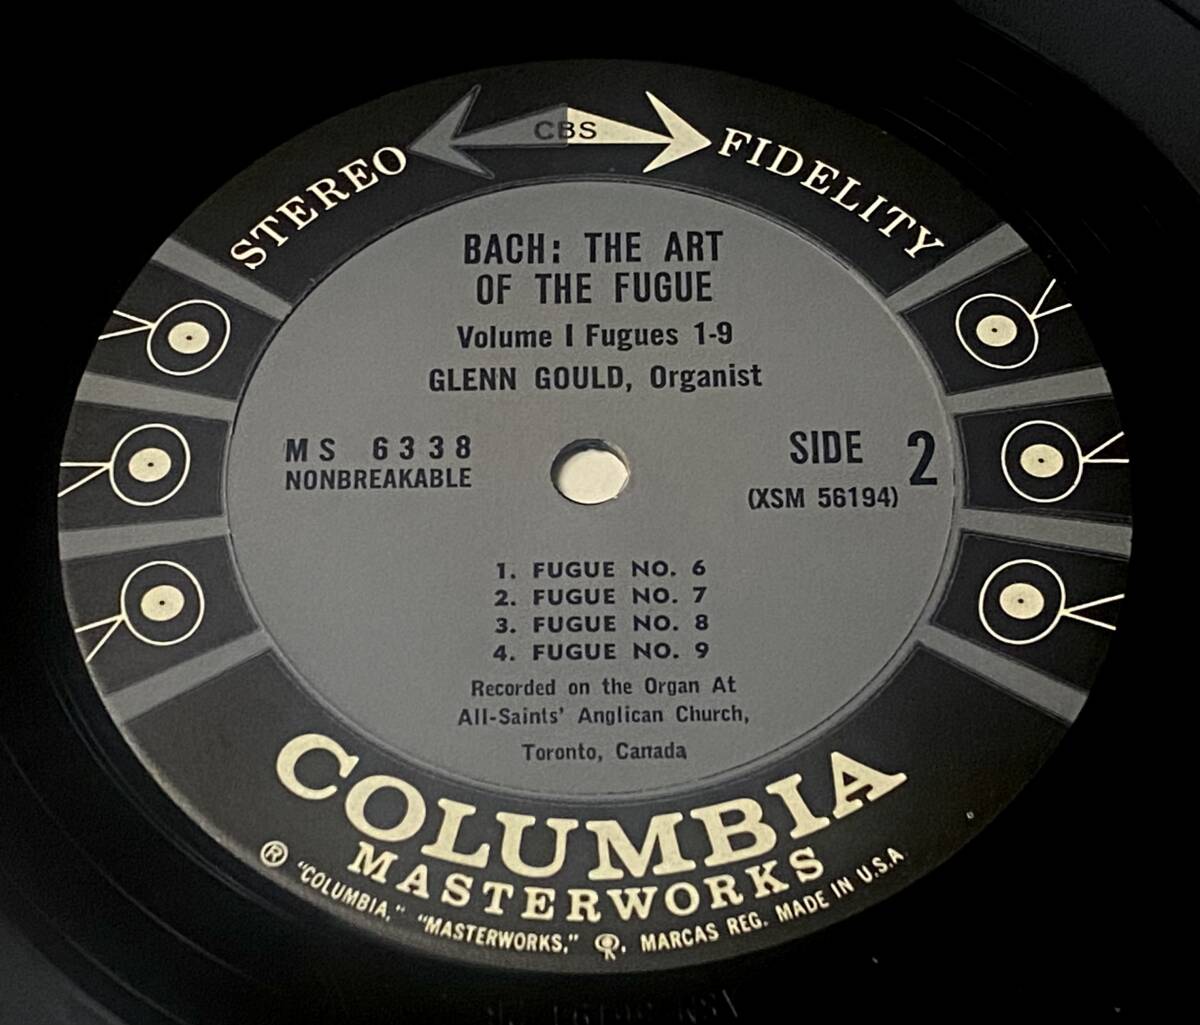 STEREO CBS FIDELITY
BACH: THE ART
OF THE FUGUE
Volume I Fugues 1-9
GLENN GOULD, Organist
MS 6338
NONBREAKABLE
SIDE 2
(XSM 56194)
1. FUGUE NO. 6
2. FUGUE NO. 7
3. FUGUE NO. 8
4. FUGUE NO. 9
Recorded on the Organ At
All-Saints' Anglican Church,
Toronto, Canada
COLUMBIA
MASTERWORKS
® "COLUMBIA," "MASTERWORKS," MARCAS REG. MADE IN U.S.A.